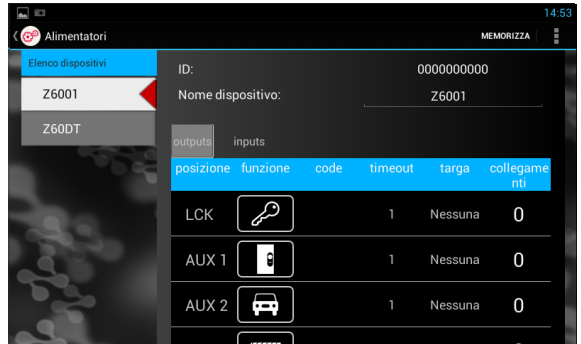 14:53
Alimentatori MEMORIZZA
Elenco dispositivi
Z6001
Z60DT
ID: 0000000000
Nome dispositivo: Z6001
outputs inputs
posizione funzione code timeout targa collegame
nti
LCK 1 Nessuna 0
AUX 1 1 Nessuna 0
AUX 2 1 Nessuna 0